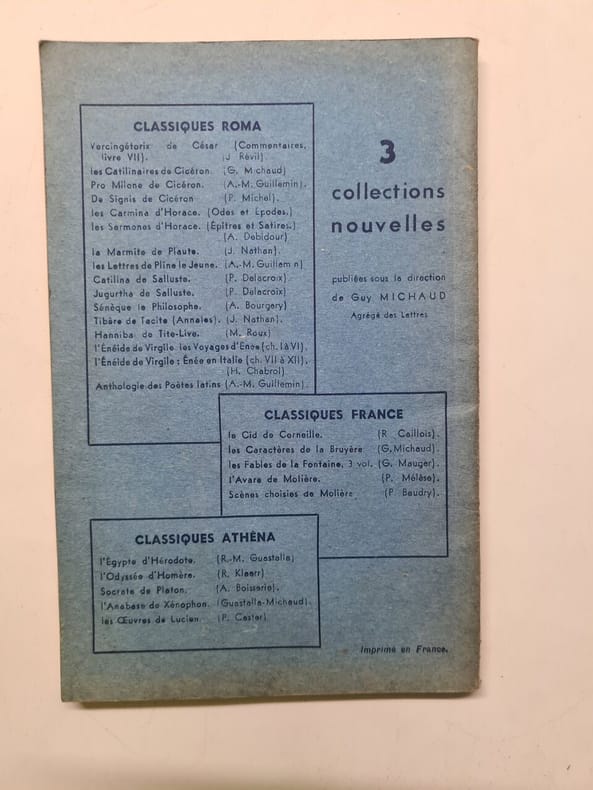 CLASSIQUES ROMA
Vercingétorix de César (Commentaires,
livre VII). (J Révil)
les Catilinaires de Cicéron. (G. Michaud)
Pro Milone de Cicéron. (A.-M. Guillemin).
De Signis de Cicéron (P. Michel).
les Carmina d'Horace. (Odes et Epodes.)
les Sermones d'Horace. (Épîtres et Satires.)
(A. Debidour)
la Marmite de Plaute. (J. Nathan).
les Lettres de Pline le Jeune. (A.-M. Guillemin)
Catilina de Salluste. (P. Delacroix)
Jugurtha de Salluste. (P. Delacroix)
Sénèque le Philosophe. (A. Bourgery)
Tibère de Tacite (Annales). (J. Nathan).
Hannibal de Tite-Live. (M. Roux)
l'Énéide de Virgile, les Voyages d'Enée (ch. I à VI).
l'Énéide de Virgile : Énée en Italie (ch. VII à XII).
(H. Chabrol)
Anthologie des Poètes latins (A.-M. Guillemin).
3
collections
nouvelles
publiées sous la direction
de Guy MICHAUD
Agrégé des Lettres
CLASSIQUES FRANCE
le Cid de Corneille. (R. Caillois).
les Caractères de la Bruyère (G. Michaud).
les Fables de la Fontaine, 3 vol. (G. Mauger).
l'Avare de Molière. (P. Mélèse).
Scènes choisies de Molière (P Baudry).
CLASSIQUES ATHÉNA
l'Égypte d'Hérodote. (R.-M. Guastalla)
l'Odyssée d'Homère. (R. Kleerr)
Socrate de Platon. (A. Boisserie).
l'Anabase de Xénophon. (Guastalla-Michaud).
les Œuvres de Lucien. (P. Caster)
Imprimé en France.